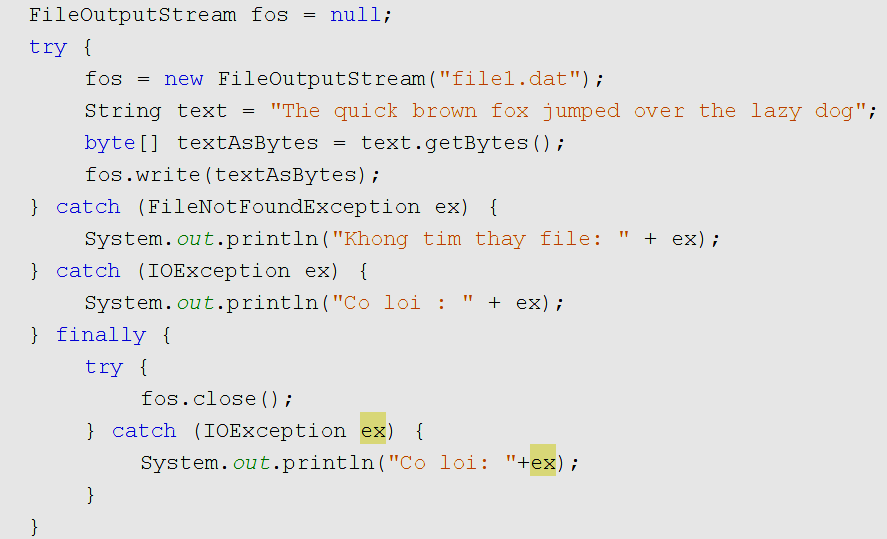 FileOutputStream fos = null;
try {
    fos = new FileOutputStream("file1.dat");
    String text = "The quick brown fox jumped over the lazy dog";
    byte[] textAsBytes = text.getBytes();
    fos.write(textAsBytes);
} catch (FileNotFoundException ex) {
    System.out.println("Khong tim thay file: " + ex);
} catch (IOException ex) {
    System.out.println("Co loi : " + ex);
} finally {
    try {
        fos.close();
    } catch (IOException ex) {
        System.out.println("Co loi: "+ex);
    }
}